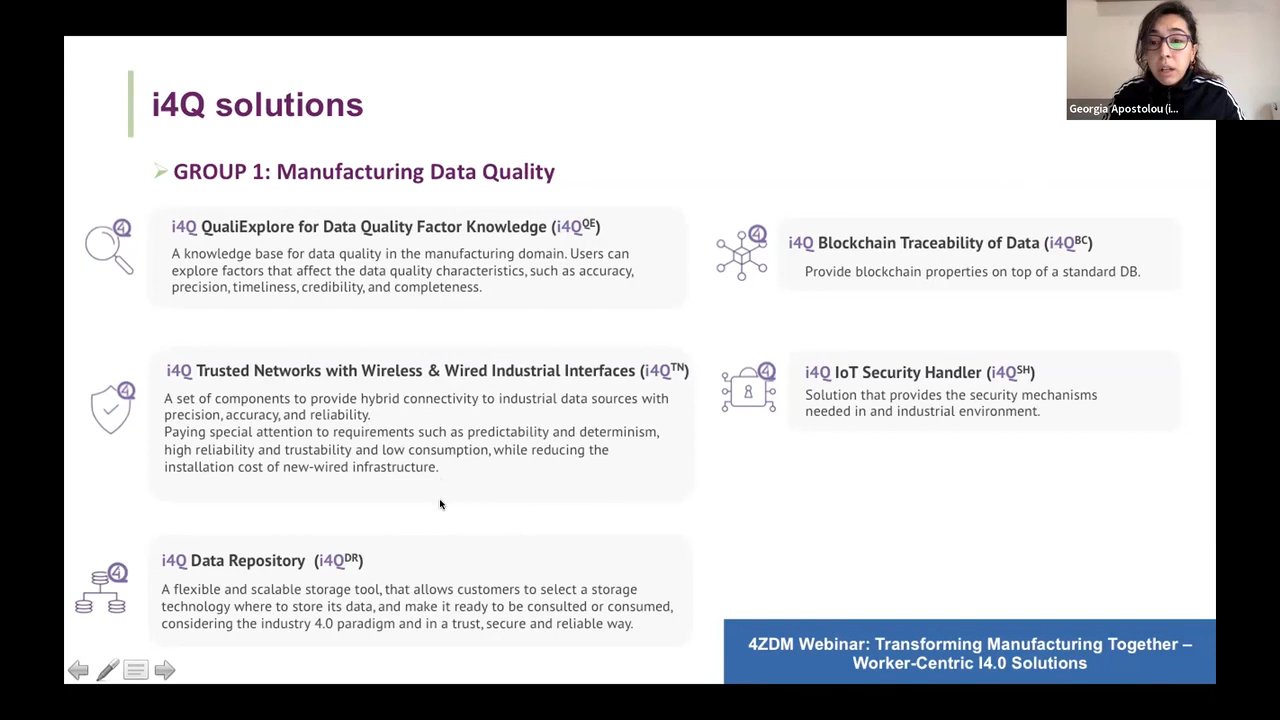 i4Q solutions
GROUP 1: Manufacturing Data Quality
i4Q QualiExplore for Data Quality Factor Knowledge (i4QQE)
A knowledge base for data quality in the manufacturing domain. Users can
explore factors that affect the data quality characteristics, such as accuracy,
precision, timeliness, credibility, and completeness.
i4Q Trusted Networks with Wireless & Wired Industrial Interfaces (i4QTN)
A set of components to provide hybrid connectivity to industrial data sources with
precision, accuracy, and reliability.
Paying special attention to requirements such as predictability and determinism,
high reliability and trustability and low consumption, while reducing the
installation cost of new-wired infrastructure.
i4Q Data Repository (i4QDR)
A flexible and scalable storage tool, that allows customers to select a storage
technology where to store its data, and make it ready to be consulted or consumed,
considering the industry 4.0 paradigm and in a trust, secure and reliable way.
i4Q Blockchain Traceability of Data (i4QBC)
Provide blockchain properties on top of a standard DB.
i4Q IoT Security Handler (i4QSH)
Solution that provides the security mechanisms
needed in and industrial environment.
4ZDM Webinar: Transforming Manufacturing Together –
Worker-Centric I4.0 Solutions
Georgia Apostolou (i...
4Q
4Q
4Q
4Q
4Q